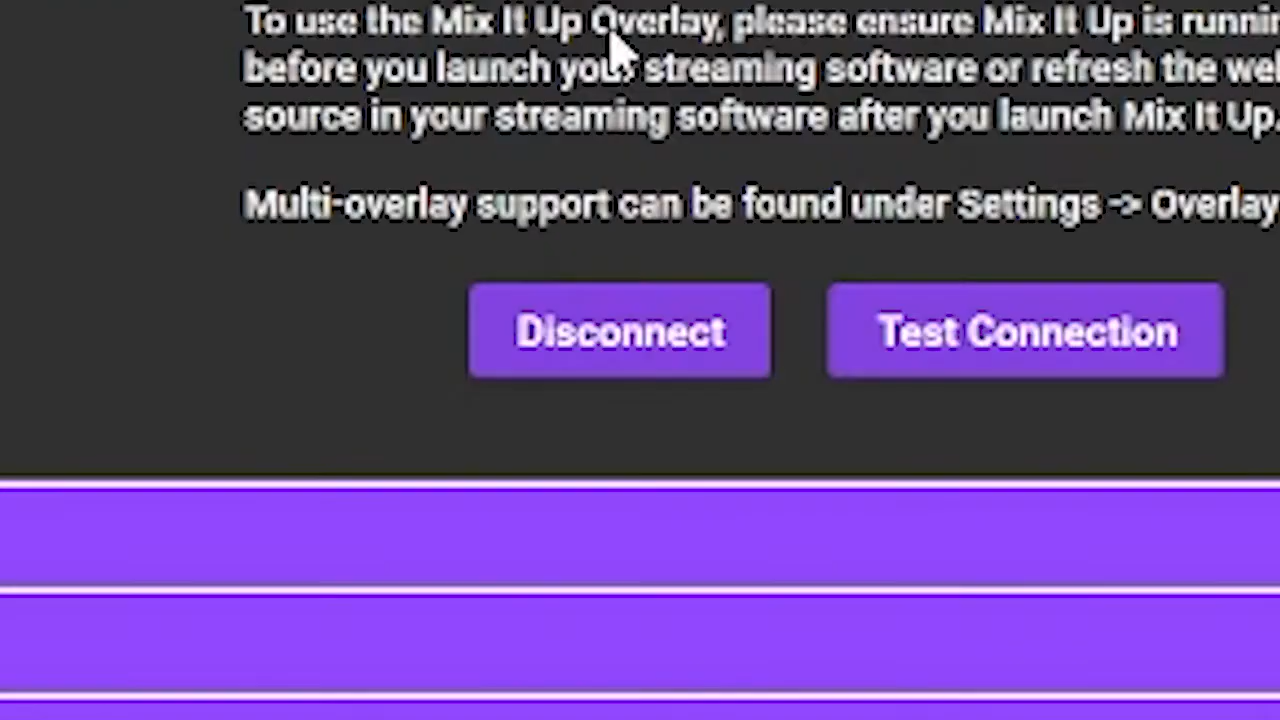 To use the Mix It Up Overlay, please ensure Mix It Up is runnin
before you launch your streaming software or refresh the we
source in your streaming software after you launch Mix It Up.
Multi-overlay support can be found under Settings -> Overlay
Disconnect
Test Connection